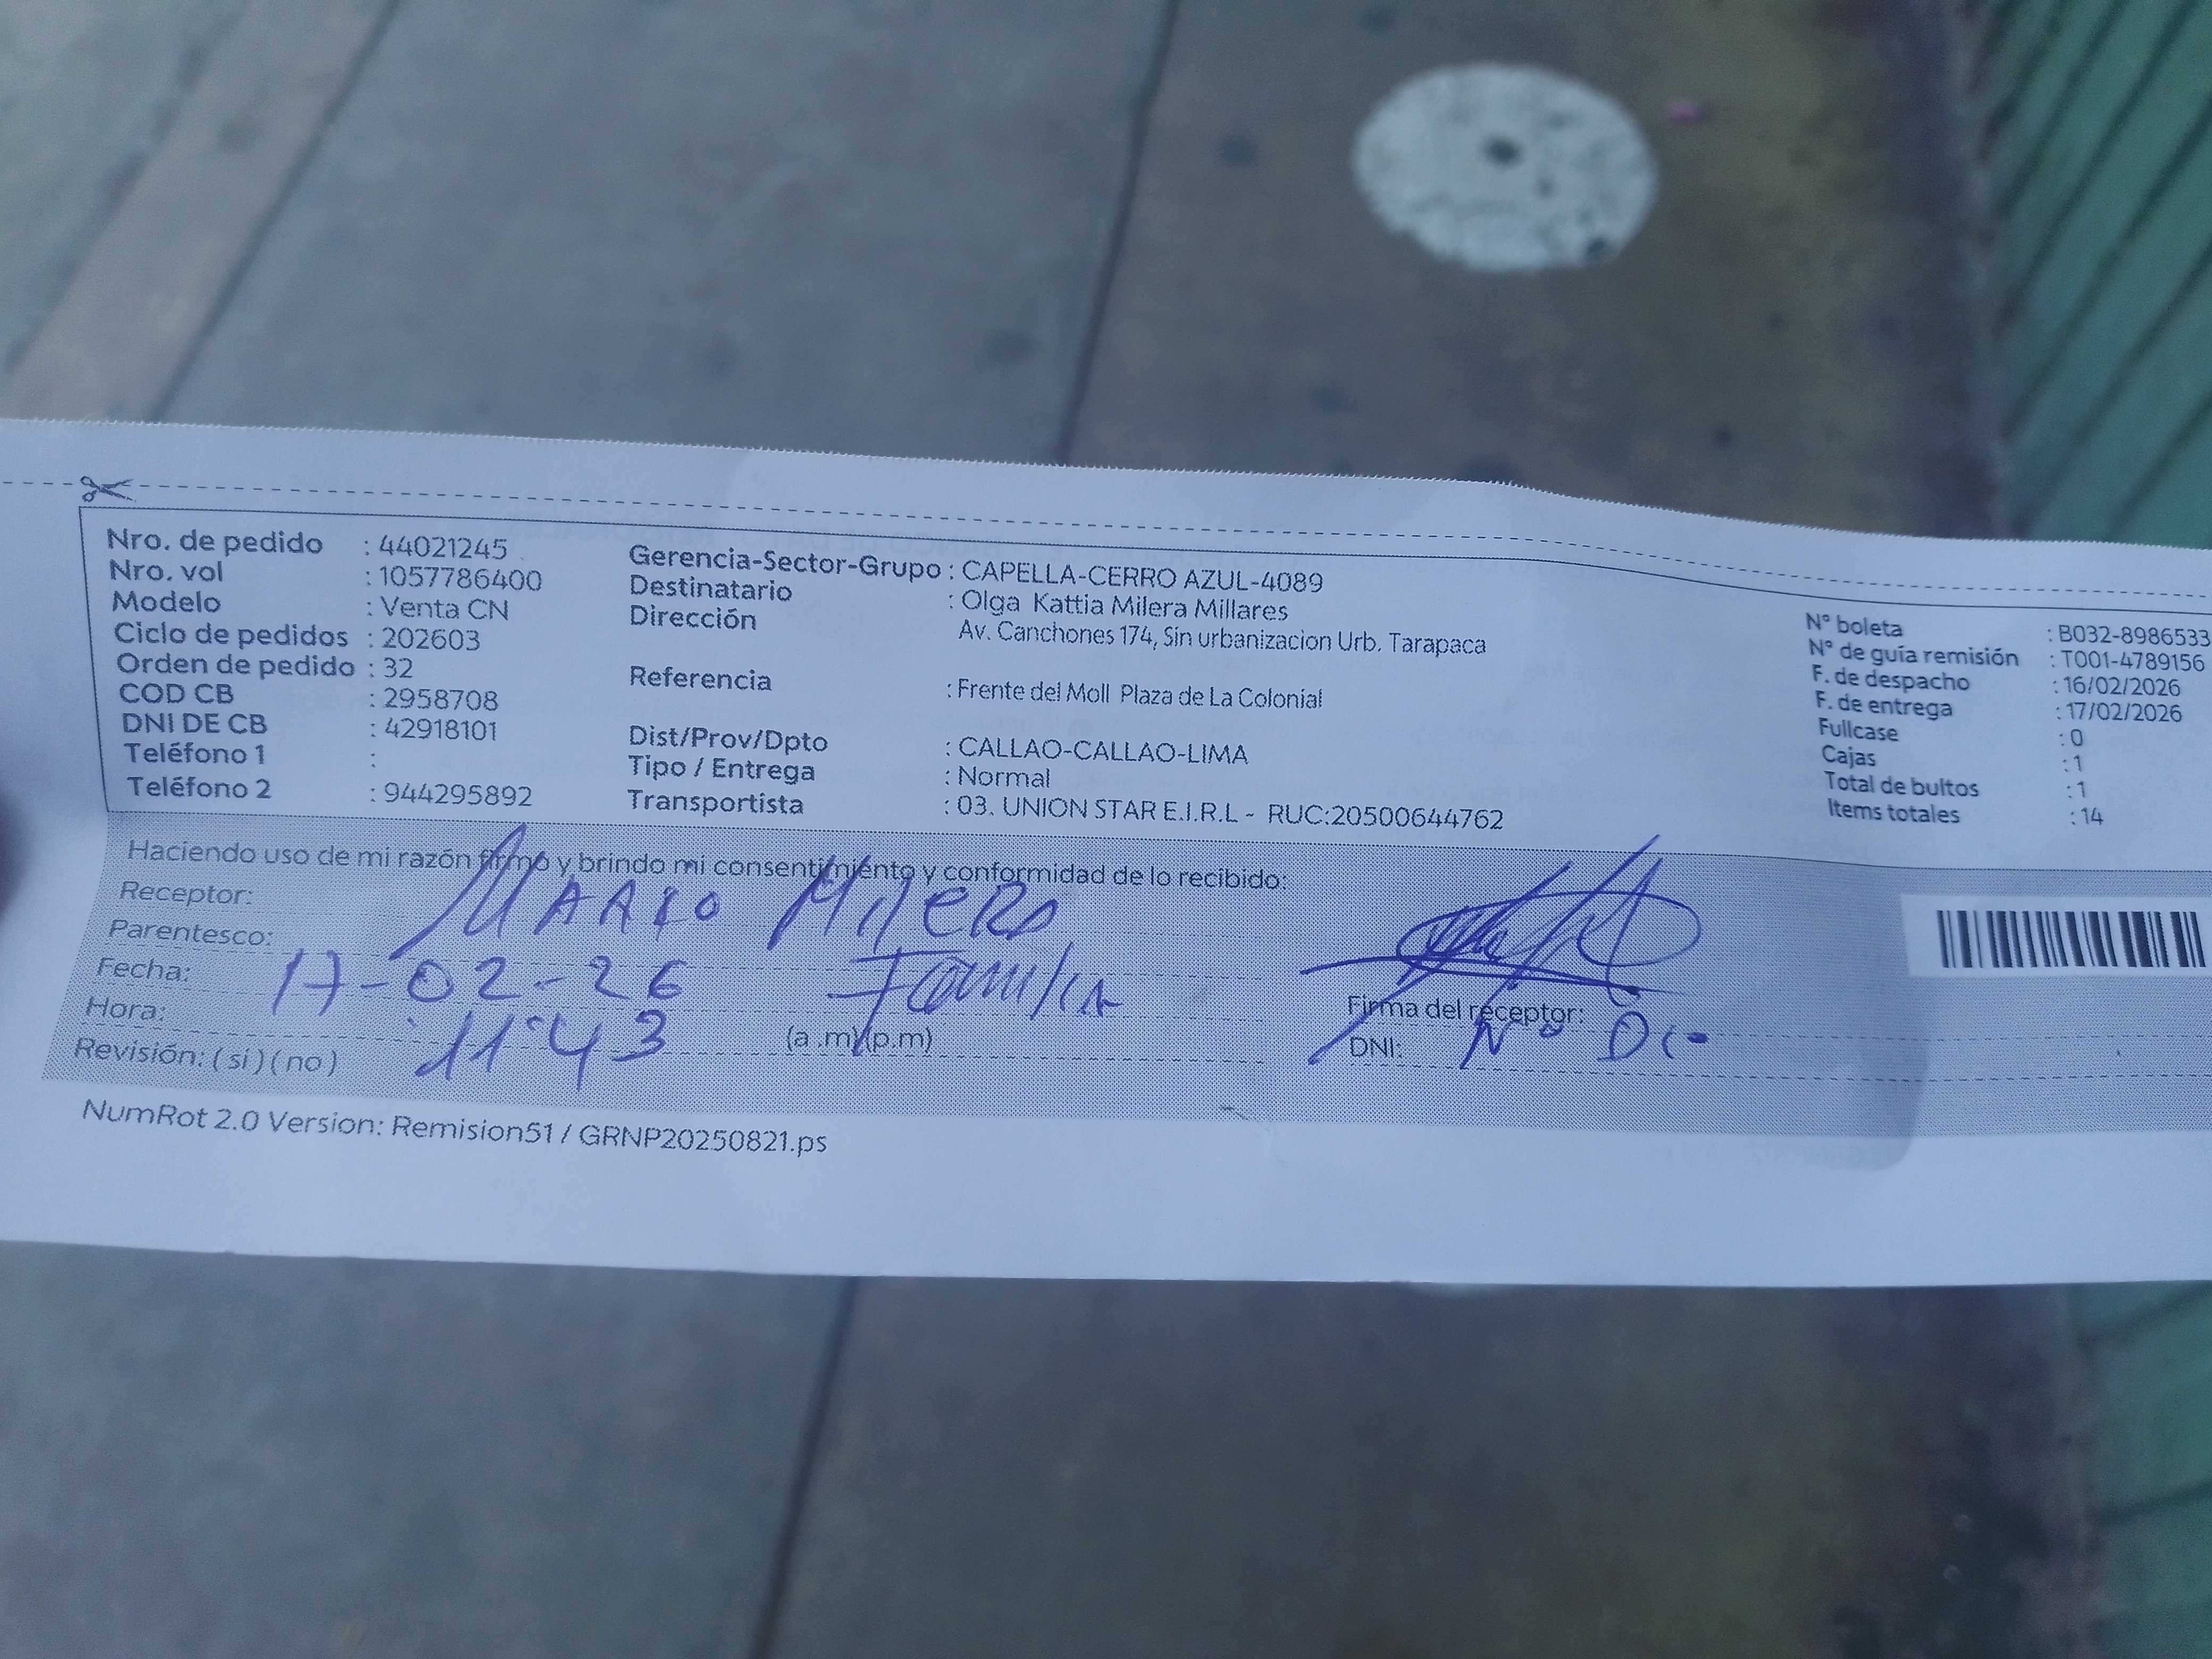 Nro. de pedido : 44021245
Nro. vol : 1057786400
Modelo : Venta CN
Ciclo de pedidos : 202603
Orden de pedido : 32
COD CB : 2958708
DNI DE CB : 42918101
Teléfono 1 :
Teléfono 2 : 944295892
Gerencia-Sector-Grupo : CAPELLA-CERRO AZUL-4089
Destinatario : Olga Kattia Milera Millares
Dirección Av. Canchones 174, Sin urbanizacion Urb. Tarapaca
Referencia : Frente del Moll Plaza de La Colonial
Dist/Prov/Dpto : CALLAO-CALLAO-LIMA
Tipo / Entrega : Normal
Transportista : 03. UNION STAR E.I.R.L - RUC:20500644762
N° boleta : B032-8986533
N° de guía remisión : T001-4789156
F. de despacho : 16/02/2026
F. de entrega : 17/02/2026
Fullcase : 0
Cajas : 1
Total de bultos : 1
Items totales : 14
Haciendo uso de mi razón firmo y brindo mi consentimiento y conformidad de lo recibido:
Receptor:
Parentesco: Familia
Fecha: 17-02-26
Hora: 11:43 (a .m)(p.m)
Revisión: ( si ) ( no )
Firma del receptor:
DNI: N°
NumRot 2.0 Version: Remision51 / GRNP20250821.ps